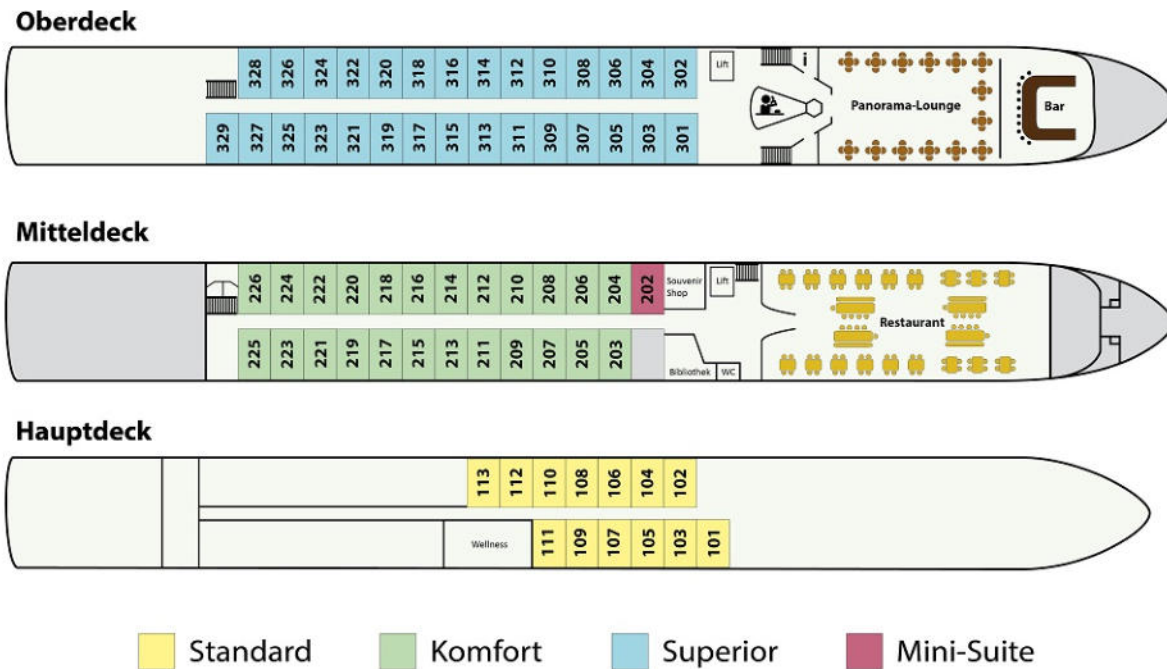 Oberdeck
328 326 324 322 320 318 316 314 312 310 308 306 304 302
Lift
i
Panorama-Lounge
Bar
329 327 325 323 321 319 317 315 313 311 309 307 305 303 301
Mitteldeck
226 224 222 220 218 216 214 212 210 208 206 204 202
Souvenir
Shop
Lift
Restaurant
225 223 221 219 217 215 213 211 209 207 205 203
Bibliothek
WC
Hauptdeck
113 112 110 108 106 104 102
Wellness
111 109 107 105 103 101
Standard Komfort Superior Mini-Suite